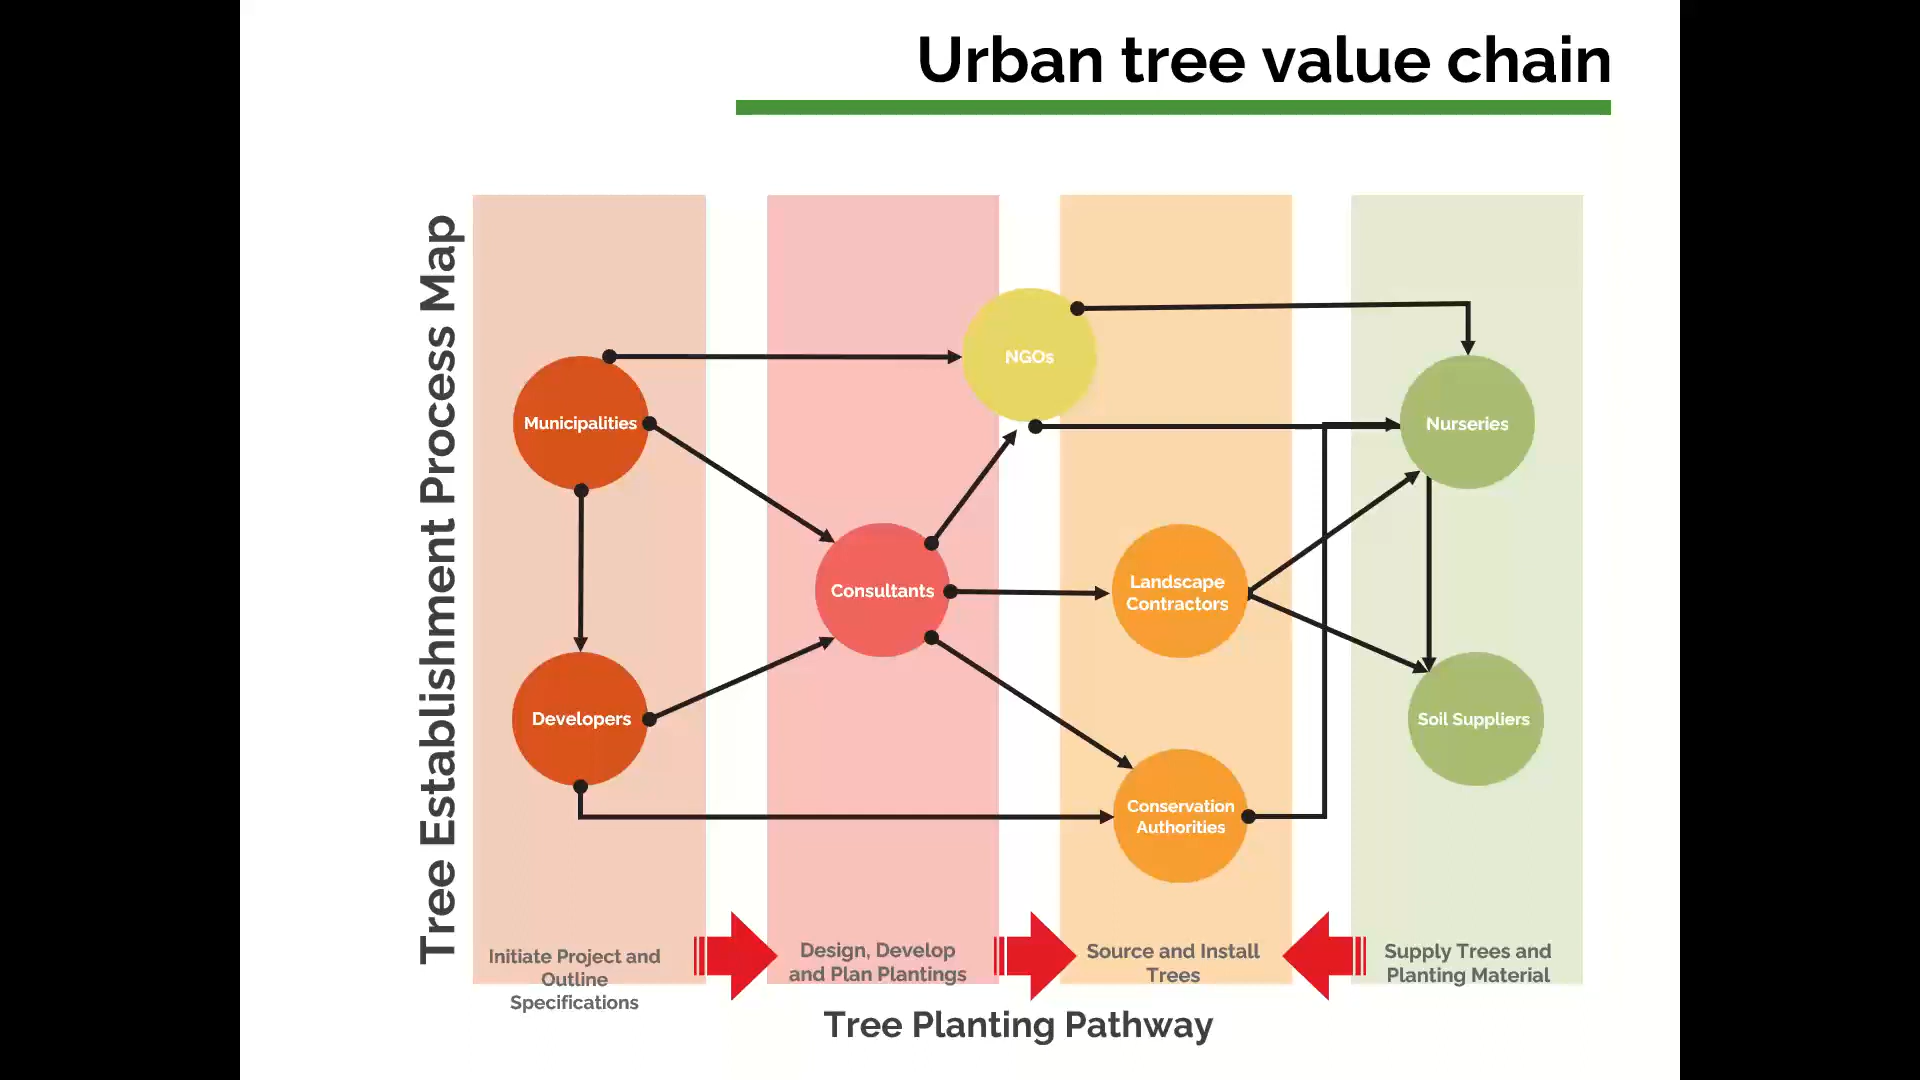 Urban tree value chain
Tree Establishment Process Map
NGOs
Municipalities
Nurseries
Consultants
Landscape
Contractors
Developers
Soil Suppliers
Conservation
Authorities
Initiate Project and
Outline
Specifications
Design, Develop
and Plan Plantings
Source and Install
Trees
Supply Trees and
Planting Material
Tree Planting Pathway